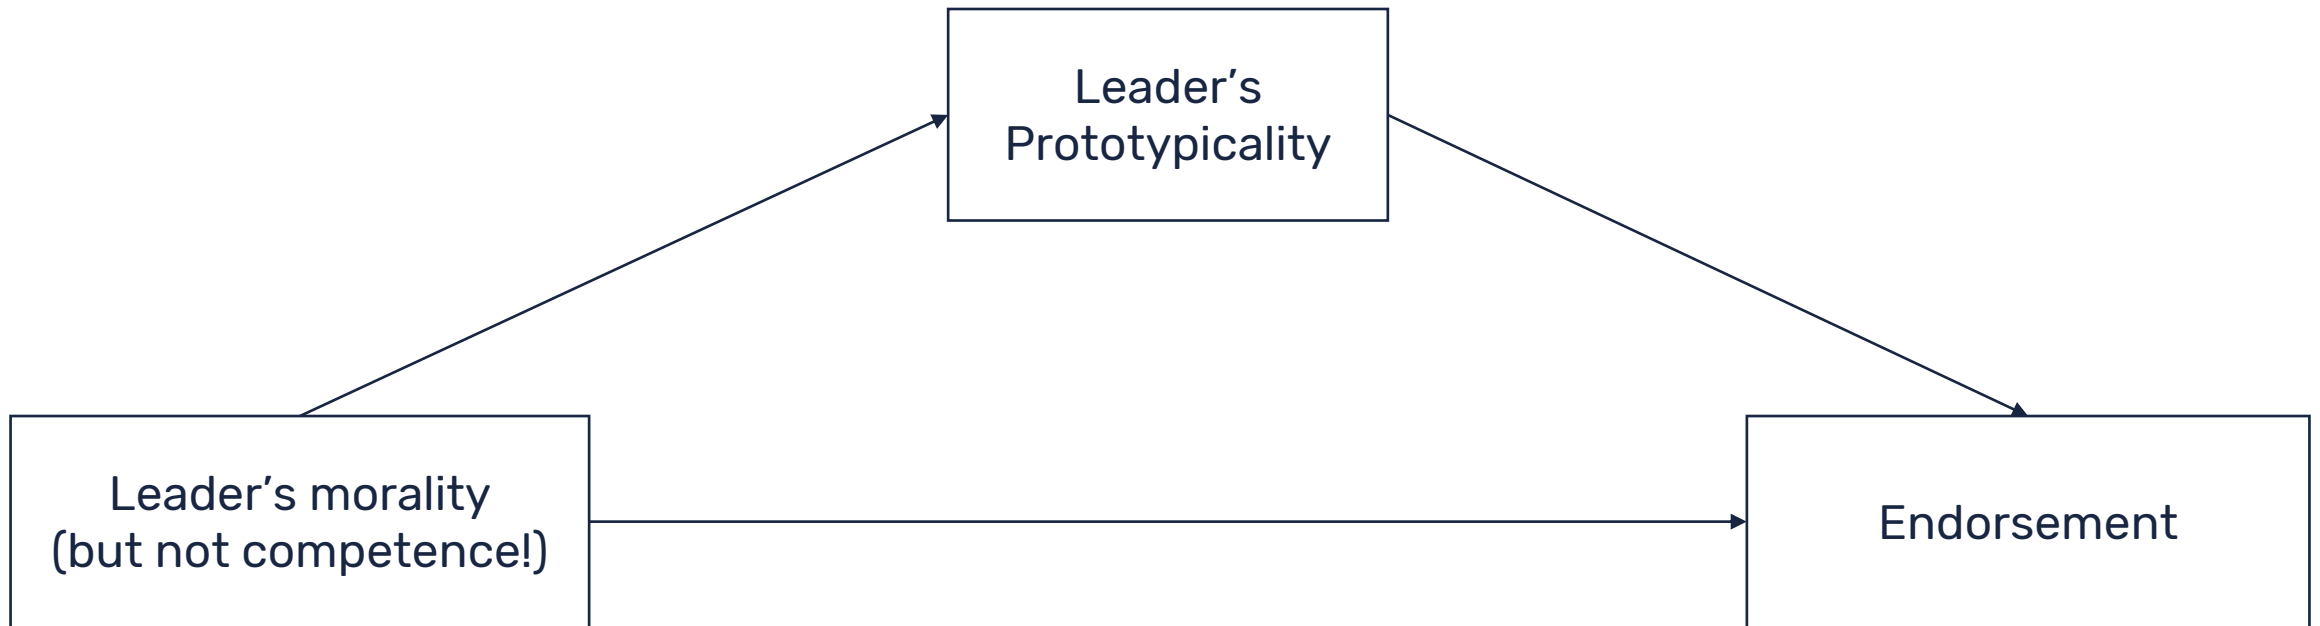 Leader’s
Prototypicality
Leader’s morality
(but not competence!)
Endorsement